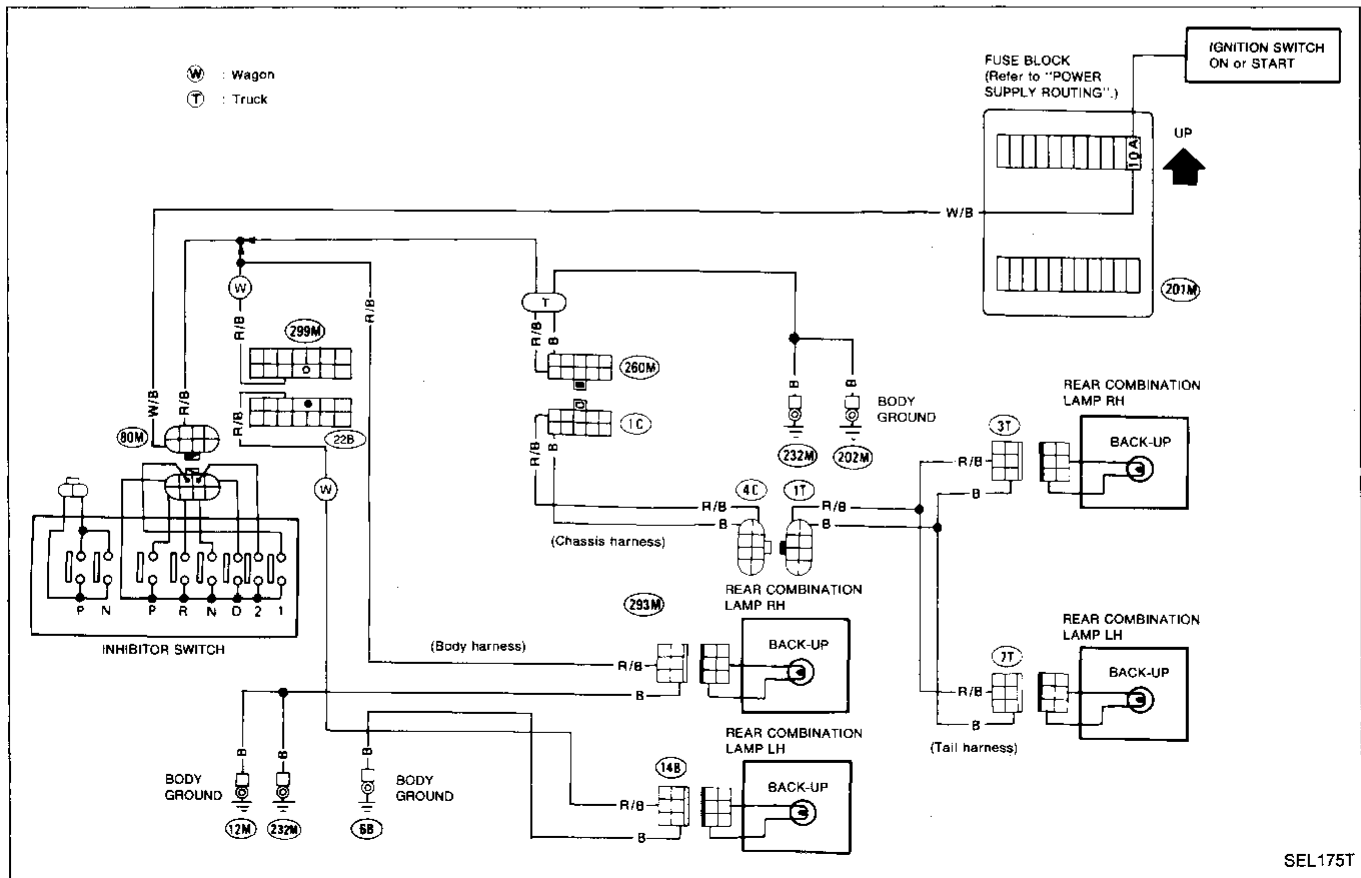 W : Wagon
T : Truck
FUSE BLOCK
(Refer to "POWER
SUPPLY ROUTING".)
IGNITION SWITCH
ON or START
10A
UP
W/B
201M
W
R/B
R/B
T
R/B
B
299M
260M
W/B
R/B
80M
R/B
22B
1C
R/B
B
B
B
BODY
GROUND
232M
202M
REAR COMBINATION
LAMP RH
3T
BACK-UP
R/B
B
W
4C
1T
R/B
B
R/B
B
(Chassis harness)
P N P R N D 2 1
INHIBITOR SWITCH
REAR COMBINATION
LAMP RH
293M
BACK-UP
(Body harness)
R/B
B
REAR COMBINATION
LAMP LH
7T
BACK-UP
R/B
B
(Tail harness)
B
B
B
BODY
GROUND
BODY
GROUND
12M
232M
6B
REAR COMBINATION
LAMP LH
14B
BACK-UP
R/B
B
SEL175T